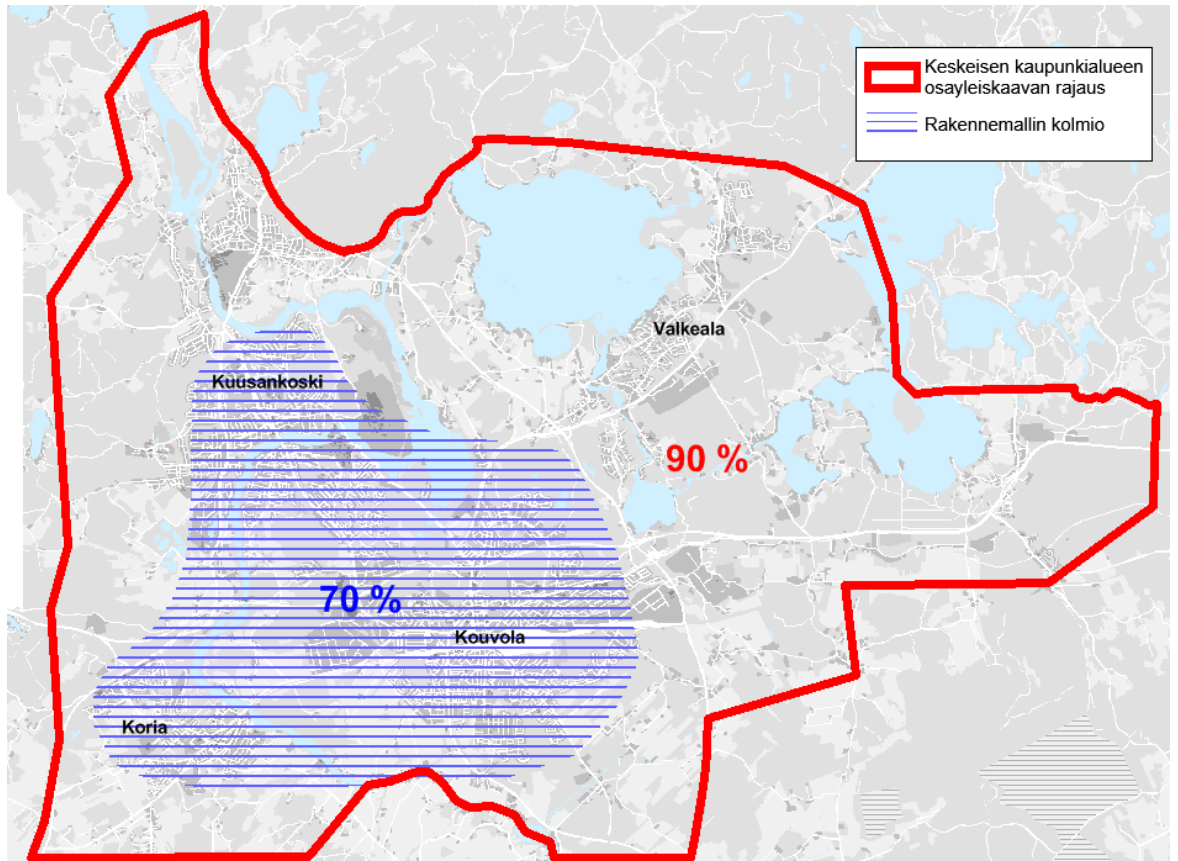 Keskeisen kaupunkialueen
osayleiskaavan rajaus
Rakennemallin kolmio
Valkeala
Kuusankoski
90 %
70 %
Kouvola
Koria